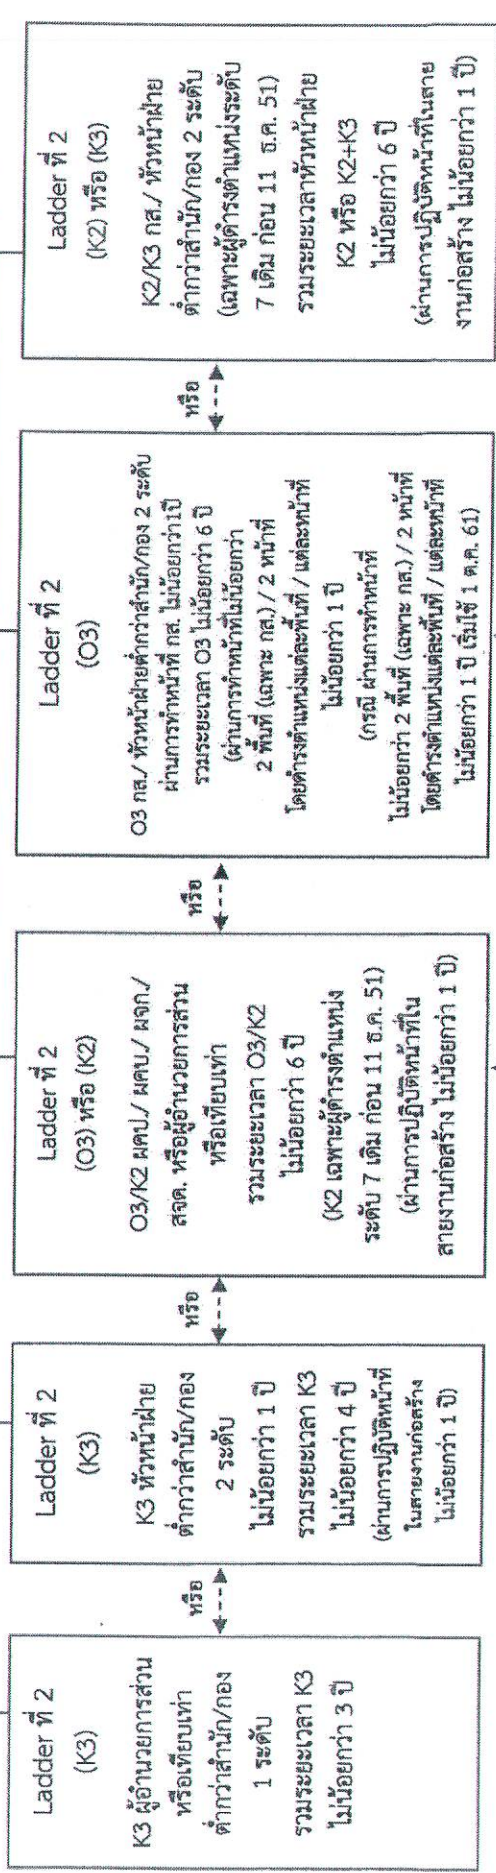 Ladder ที่ 2
(K3)
K3 ผู้อำนวยการส่วน
หรือเทียบเท่า
ต่ำกว่าสำนัก/กอง
1 ระดับ
รวมระยะเวลา K3
ไม่น้อยกว่า 3 ปี
หรือ
Ladder ที่ 2
(K3)
K3 หัวหน้าฝ่าย
ต่ำกว่าสำนัก/กอง
2 ระดับ
ไม่น้อยกว่า 1 ปี
รวมระยะเวลา K3
ไม่น้อยกว่า 4 ปี
(ผ่านการปฏิบัติหน้าที่
ในสายงานก่อสร้าง
ไม่น้อยกว่า 1 ปี)
หรือ
Ladder ที่ 2
(O3) หรือ (K2)
O3/K2 ผคป./ ผคบ./ ผจก./
สจด. หรือผู้อำนวยการส่วน
หรือเทียบเท่า
รวมระยะเวลา O3/K2
ไม่น้อยกว่า 6 ปี
(K2 เฉพาะผู้ดำรงตำแหน่ง
ระดับ 7 เดิม ก่อน 11 ธ.ค. 51)
(ผ่านการปฏิบัติหน้าที่ใน
สายงานก่อสร้าง ไม่น้อยกว่า 1 ปี)
หรือ
Ladder ที่ 2
(O3)
O3 กส./ หัวหน้าฝ่ายต่ำกว่าสำนัก/กอง 2 ระดับ
ผ่านการทำหน้าที่ กส. ไม่น้อยกว่า 1ปี
รวมระยะเวลา O3 ไม่น้อยกว่า 6 ปี
(ผ่านการทำหน้าที่ไม่น้อยกว่า
2 พื้นที่ (เฉพาะ กส.) / 2 หน้าที่
โดยดำรงตำแหน่งแต่ละพื้นที่ / แต่ละหน้าที่
ไม่น้อยกว่า 1 ปี
(กรณี ผ่านการทำหน้าที่
ไม่น้อยกว่า 2 พื้นที่ (เฉพาะ กส.) / 2 หน้าที่
โดยดำรงตำแหน่งแต่ละพื้นที่ / แต่ละหน้าที่
ไม่น้อยกว่า 1 ปี เริ่มใช้ 1 ต.ค. 61)
หรือ
Ladder ที่ 2
(K2) หรือ (K3)
K2/K3 กส./ หัวหน้าฝ่าย
ต่ำกว่าสำนัก/กอง 2 ระดับ
(เฉพาะผู้ดำรงตำแหน่งระดับ
7 เดิม ก่อน 11 ธ.ค. 51)
รวมระยะเวลาหัวหน้าฝ่าย
K2 หรือ K2+K3
ไม่น้อยกว่า 6 ปี
(ผ่านการปฏิบัติหน้าที่ในสาย
งานก่อสร้าง ไม่น้อยกว่า 1 ปี)